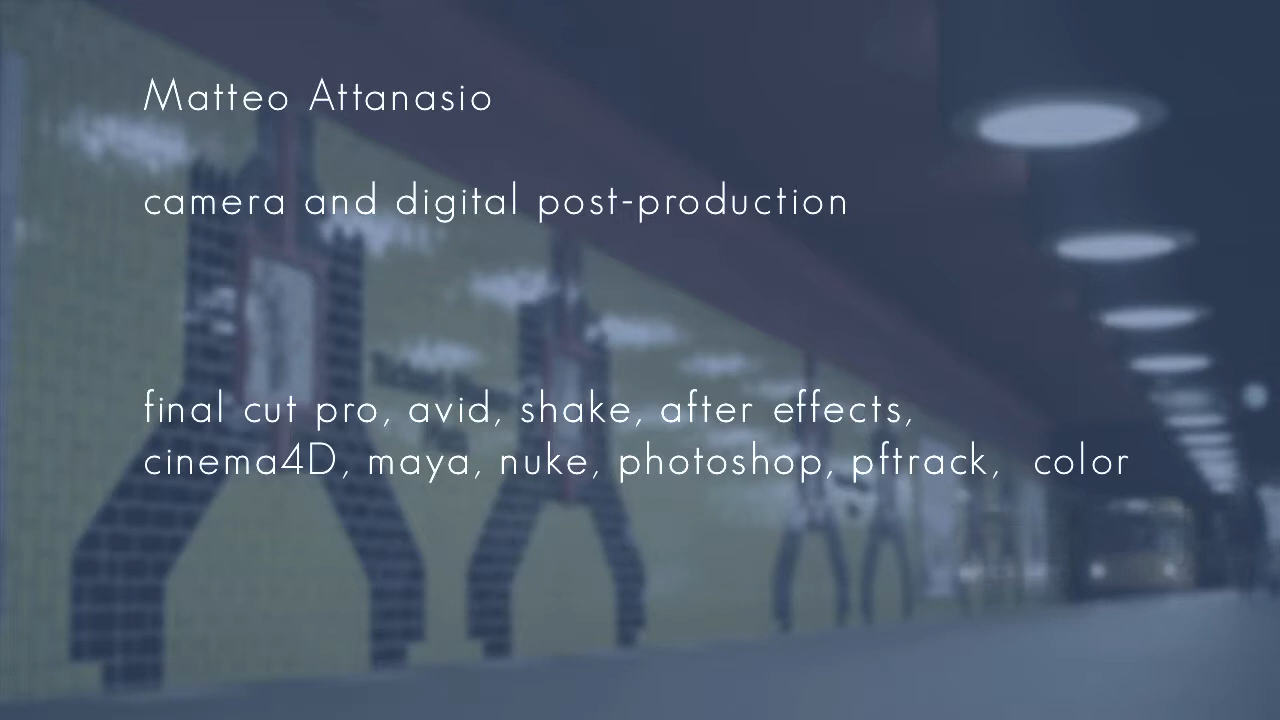 Matteo Attanasio
camera and digital post-production
final cut pro, avid, shake, after effects,
cinema4D, maya, nuke, photoshop, pftrack, color